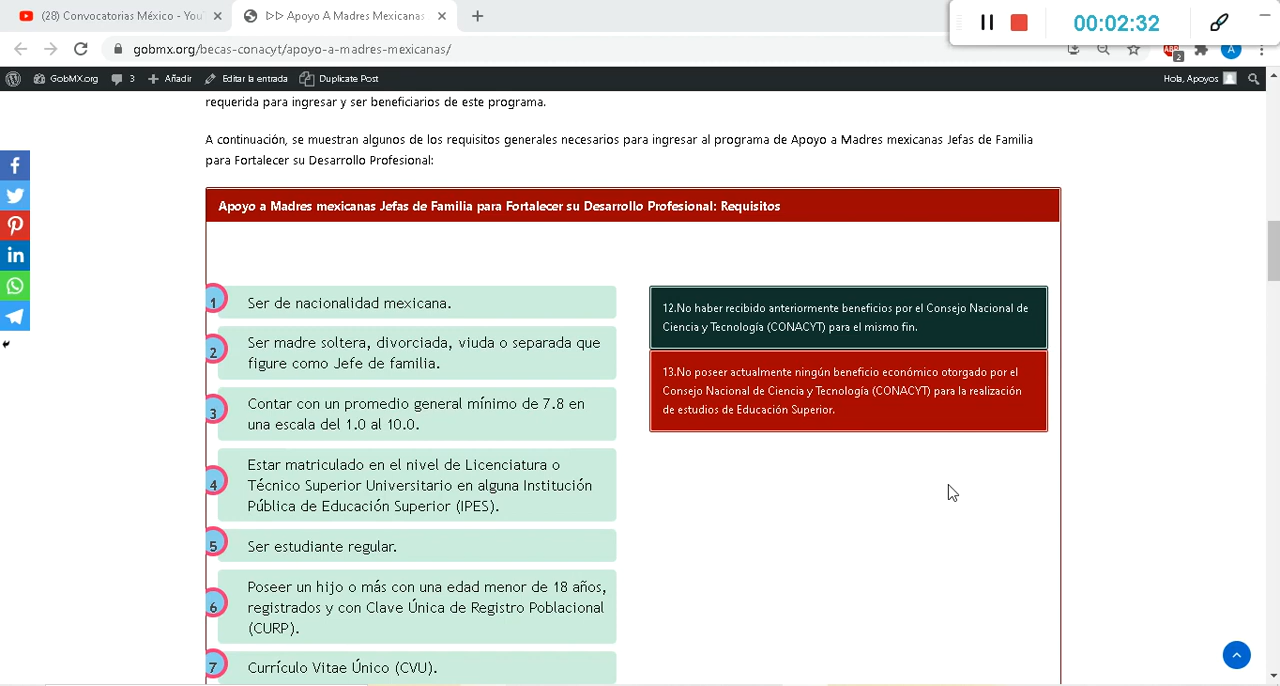 (28) Convocatorias México - You
▷▷ Apoyo A Madres Mexicanas
00:02:32
gobmx.org/becas-conacyt/apoyo-a-madres-mexicanas/
ABP
2
A
GobMX.org
3
Añadir
Editar la entrada
Duplicate Post
Hola, Apoyos
requerida para ingresar y ser beneficiarios de este programa.
A continuación, se muestran algunos de los requisitos generales necesarios para ingresar al programa de Apoyo a Madres mexicanas Jefas de Familia
para Fortalecer su Desarrollo Profesional:
Apoyo a Madres mexicanas Jefas de Familia para Fortalecer su Desarrollo Profesional: Requisitos
1 Ser de nacionalidad mexicana.
2 Ser madre soltera, divorciada, viuda o separada que
figure como Jefe de familia.
3 Contar con un promedio general mínimo de 7.8 en
una escala del 1.0 al 10.0.
4 Estar matriculado en el nivel de Licenciatura o
Técnico Superior Universitario en alguna Institución
Pública de Educación Superior (IPES).
5 Ser estudiante regular.
6 Poseer un hijo o más con una edad menor de 18 años,
registrados y con Clave Única de Registro Poblacional
(CURP).
7 Currículo Vitae Único (CVU).
12.No haber recibido anteriormente beneficios por el Consejo Nacional de
Ciencia y Tecnología (CONACYT) para el mismo fin.
13.No poseer actualmente ningún beneficio económico otorgado por el
Consejo Nacional de Ciencia y Tecnología (CONACYT) para la realización
de estudios de Educación Superior.